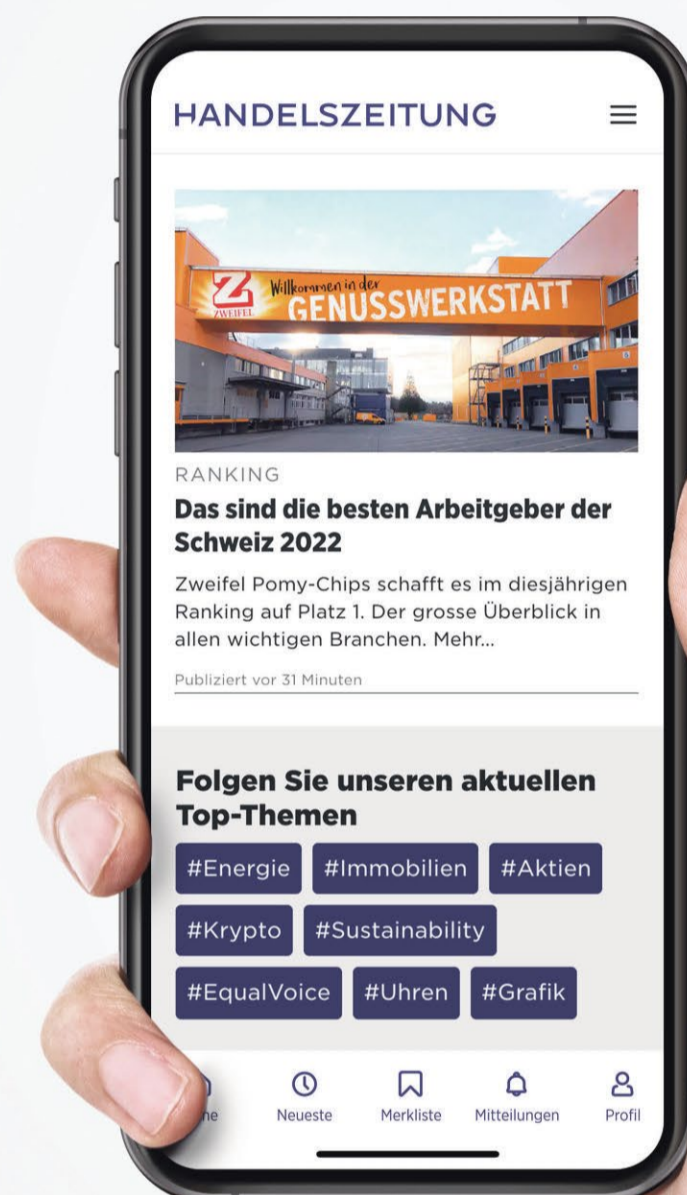 HANDELSZEITUNG
Z
ZWEIFEL
Willkommen in der
GENUSSWERKSTATT
RANKING
Das sind die besten Arbeitgeber der
Schweiz 2022
Zweifel Pomy-Chips schafft es im diesjährigen
Ranking auf Platz 1. Der grosse Überblick in
allen wichtigen Branchen. Mehr...
Publiziert vor 31 Minuten
Folgen Sie unseren aktuellen
Top-Themen
#Energie #Immobilien #Aktien
#Krypto #Sustainability
#EqualVoice #Uhren #Grafik
Neueste Merkliste Mitteilungen Profil